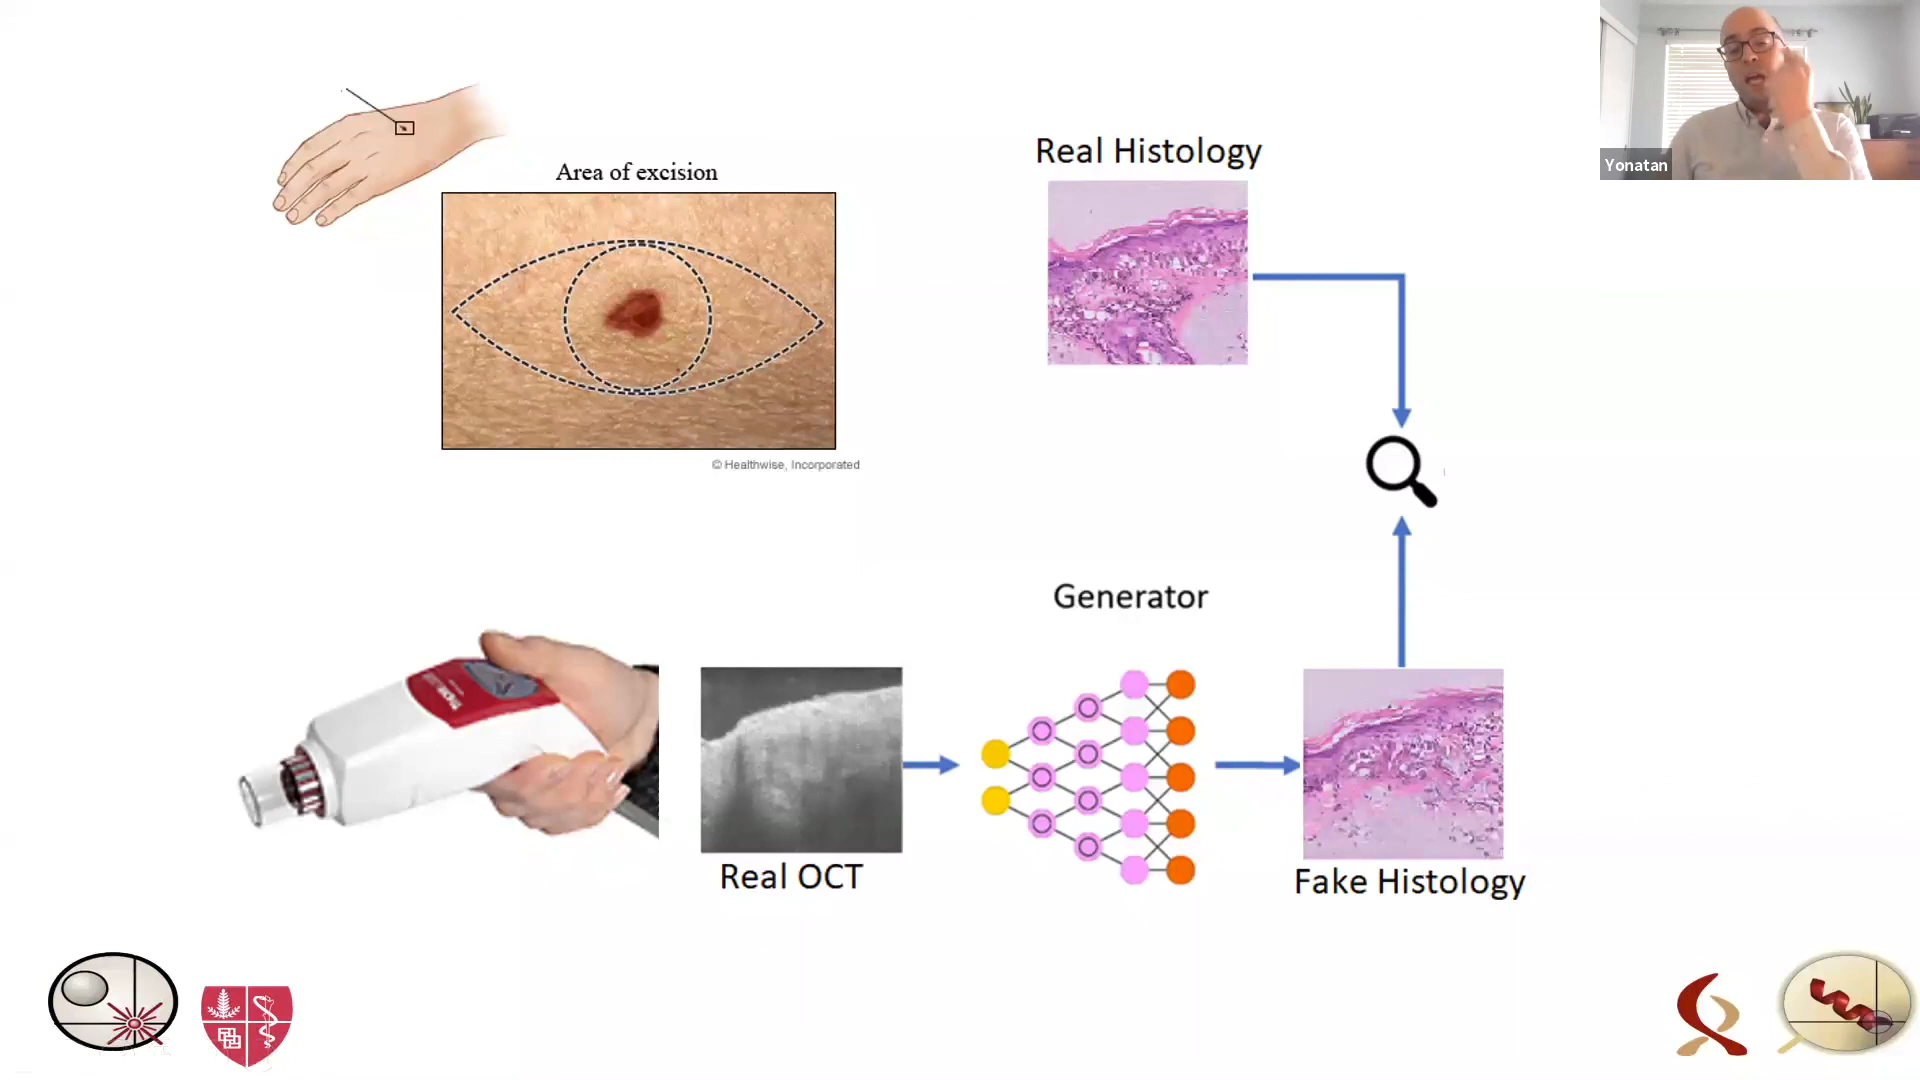 Yonatan
Real Histology
Area of excision
© Healthwise, Incorporated
Generator
Real OCT
Fake Histology